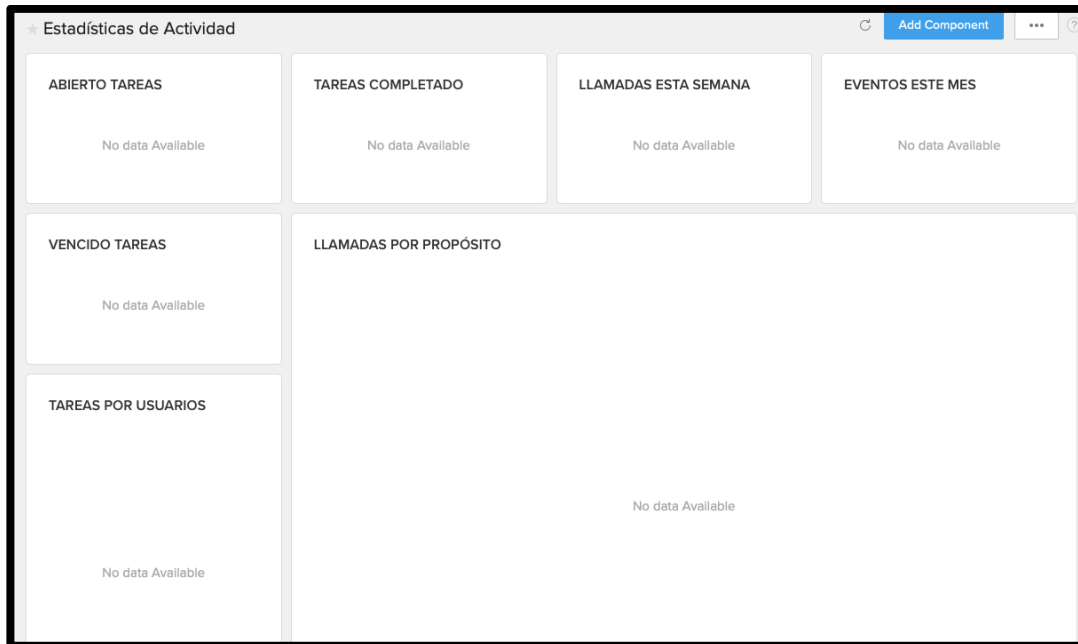 Estadísticas de Actividad
Add Component
ABIERTO TAREAS
No data Available
TAREAS COMPLETADO
No data Available
LLAMADAS ESTA SEMANA
No data Available
EVENTOS ESTE MES
No data Available
VENCIDO TAREAS
No data Available
LLAMADAS POR PROPÓSITO
No data Available
TAREAS POR USUARIOS
No data Available